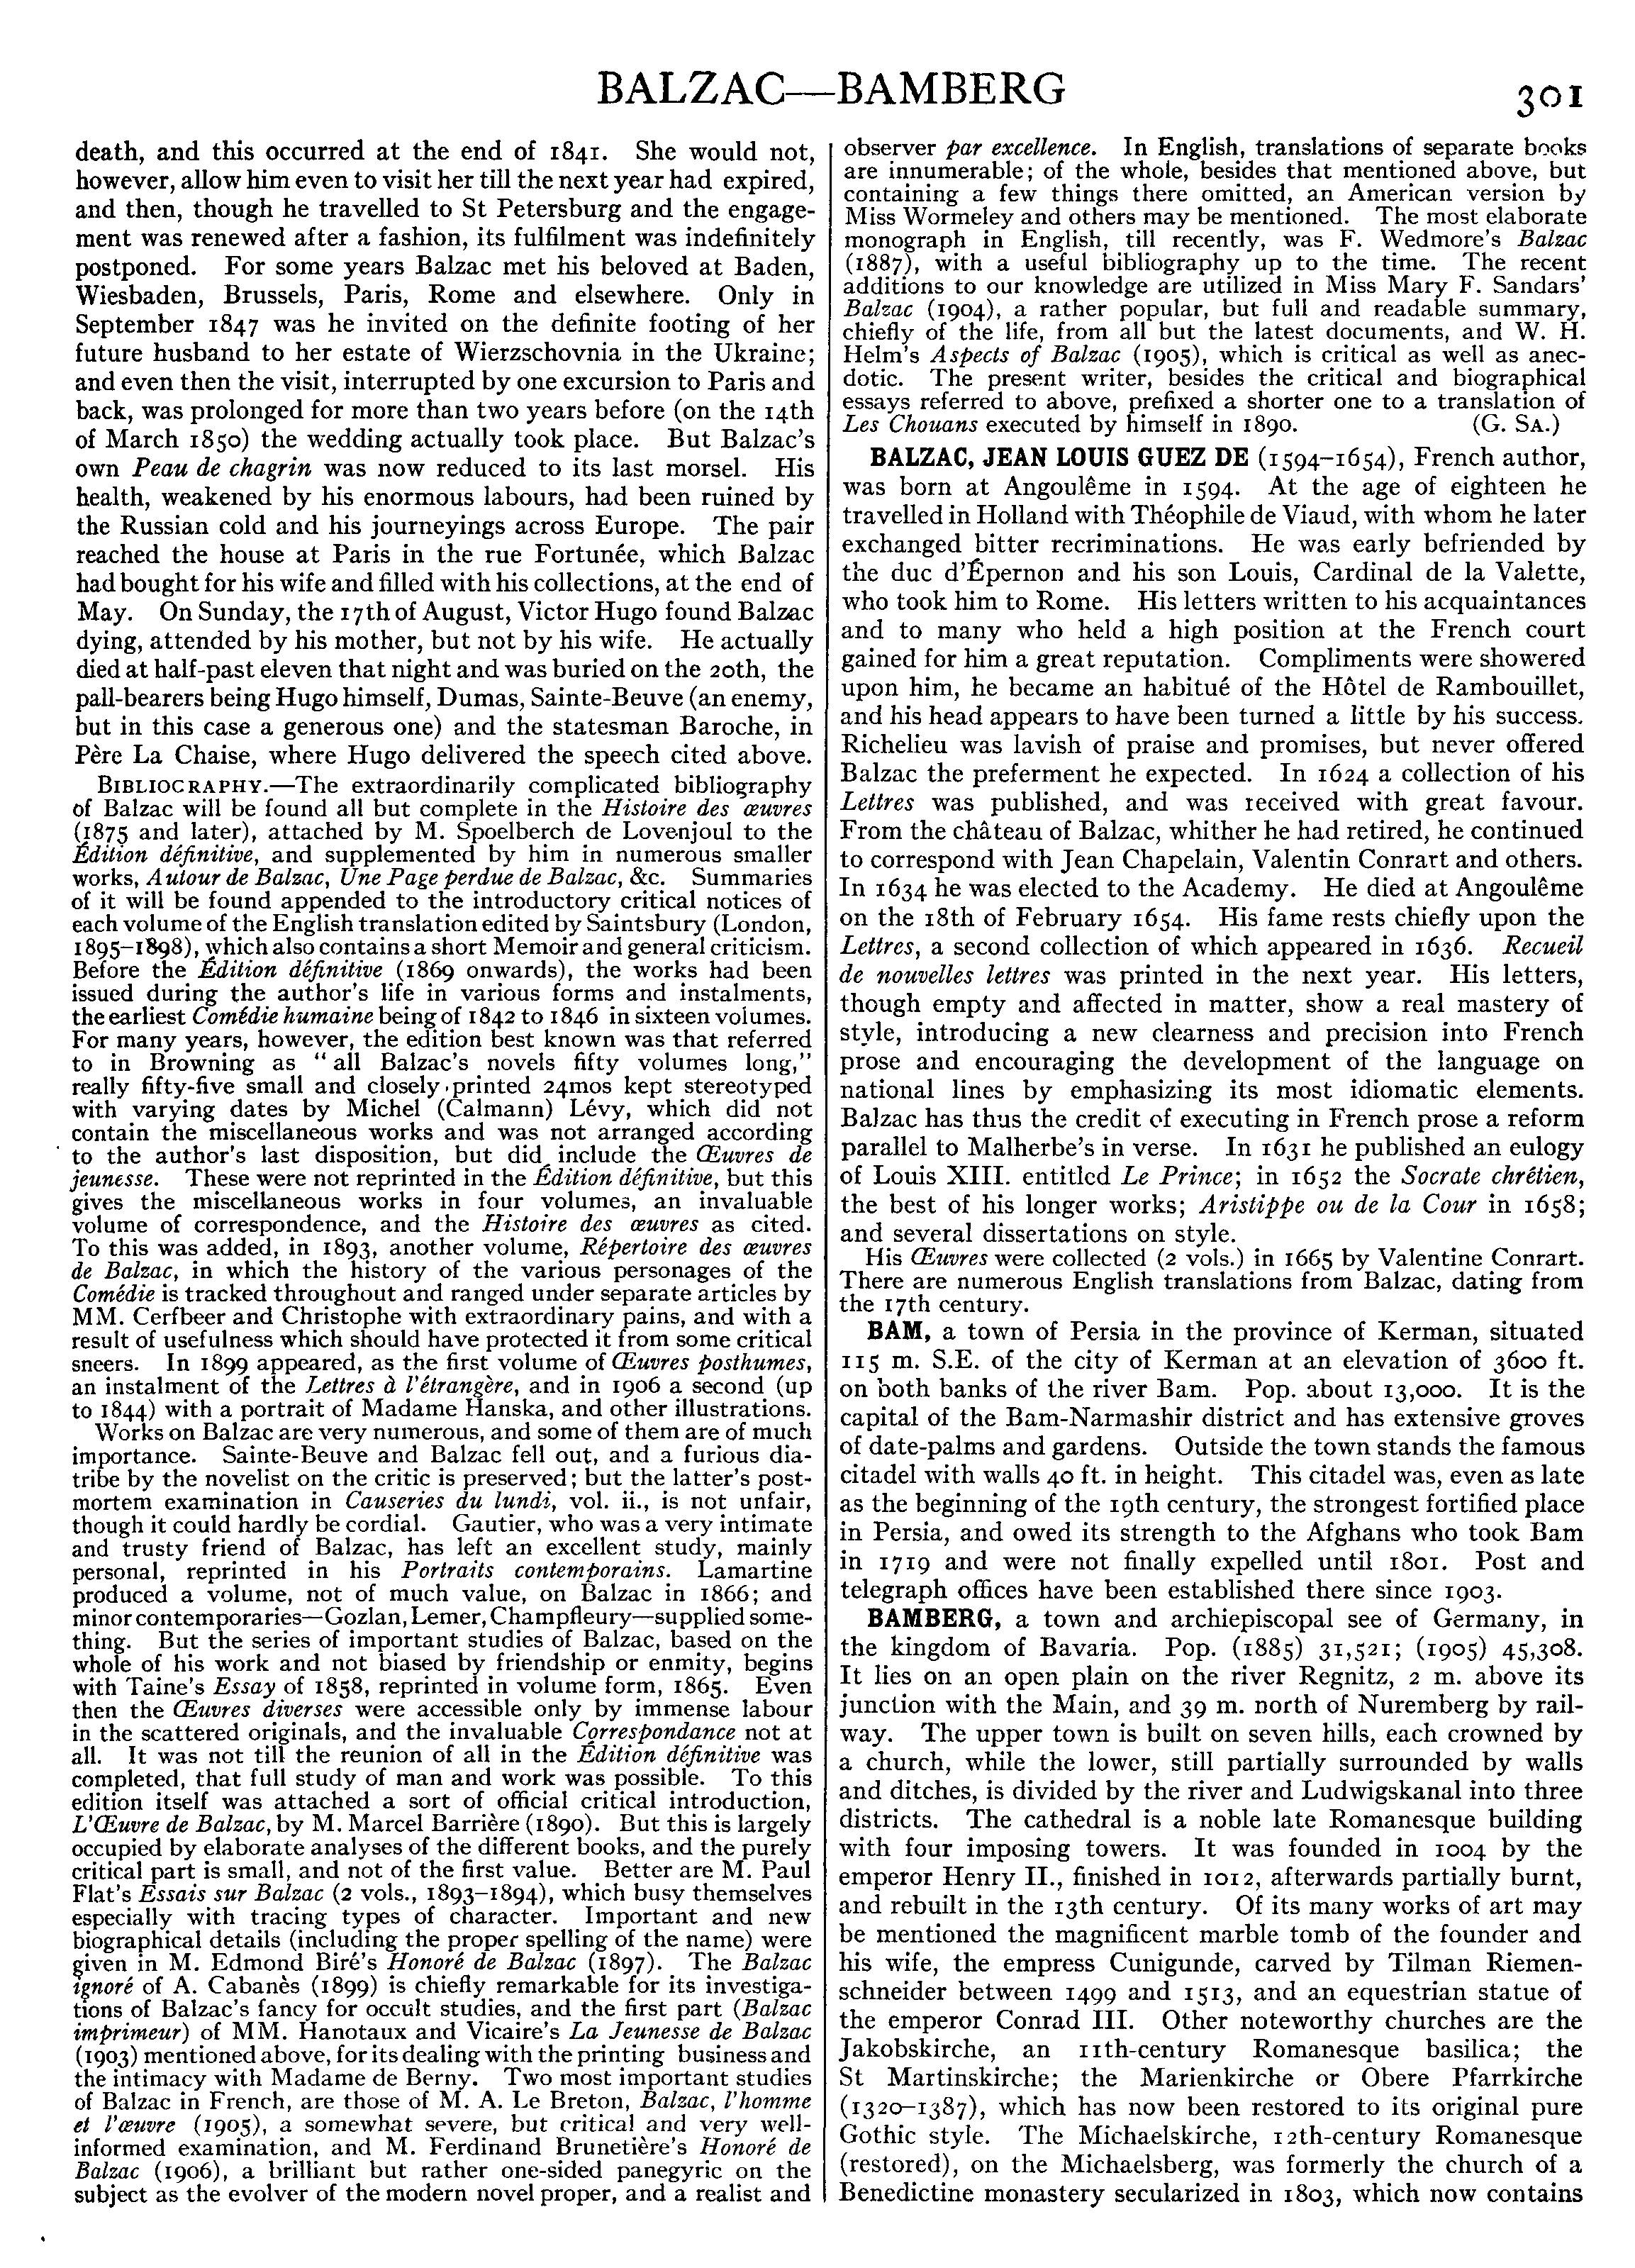 BALZAC—BAMBERG
301
death, and this occurred at the end of 1841. She would not,
however, allow him even to visit her till the next year had expired,
and then, though he travelled to St Petersburg and the engage-
ment was renewed after a fashion, its fulfilment was indefinitely
postponed. For some years Balzac met his beloved at Baden,
Wiesbaden, Brussels, Paris, Rome and elsewhere. Only in
September 1847 was he invited on the definite footing of her
future husband to her estate of Wierzschovnia in the Ukraine;
and even then the visit, interrupted by one excursion to Paris and
back, was prolonged for more than two years before (on the 14th
of March 1850) the wedding actually took place. But Balzac's
own Peau de chagrin was now reduced to its last morsel. His
health, weakened by his enormous labours, had been ruined by
the Russian cold and his journeyings across Europe. The pair
reached the house at Paris in the rue Fortunée, which Balzac
had bought for his wife and filled with his collections, at the end of
May. On Sunday, the 17th of August, Victor Hugo found Balzac
dying, attended by his mother, but not by his wife. He actually
died at half-past eleven that night and was buried on the 20th, the
pall-bearers being Hugo himself, Dumas, Sainte-Beuve (an enemy,
but in this case a generous one) and the statesman Baroche, in
Père La Chaise, where Hugo delivered the speech cited above.
BIBLIOGRAPHY.—The extraordinarily complicated bibliography
of Balzac will be found all but complete in the Histoire des œuvres
(1875 and later), attached by M. Spoelberch de Lovenjoul to the
Édition définitive, and supplemented by him in numerous smaller
works, Autour de Balzac, Une Page perdue de Balzac, &c. Summaries
of it will be found appended to the introductory critical notices of
each volume of the English translation edited by Saintsbury (London,
1895–1898), which also contains a short Memoir and general criticism.
Before the Édition définitive (1869 onwards), the works had been
issued during the author's life in various forms and instalments,
the earliest Comédie humaine being of 1842 to 1846 in sixteen volumes.
For many years, however, the edition best known was that referred
to in Browning as "all Balzac's novels fifty volumes long,"
really fifty-five small and closely printed 24mos kept stereotyped
with varying dates by Michel (Calmann) Lévy, which did not
contain the miscellaneous works and was not arranged according
to the author's last disposition, but did include the Œuvres de
jeunesse. These were not reprinted in the Édition définitive, but this
gives the miscellaneous works in four volumes, an invaluable
volume of correspondence, and the Histoire des œuvres as cited.
To this was added, in 1893, another volume, Répertoire des œuvres
de Balzac, in which the history of the various personages of the
Comédie is tracked throughout and ranged under separate articles by
MM. Cerfbeer and Christophe with extraordinary pains, and with a
result of usefulness which should have protected it from some critical
sneers. In 1899 appeared, as the first volume of Œuvres posthumes,
an instalment of the Lettres à l'étrangère, and in 1906 a second (up
to 1844) with a portrait of Madame Hanska, and other illustrations.
Works on Balzac are very numerous, and some of them are of much
importance. Sainte-Beuve and Balzac fell out, and a furious dia-
tribe by the novelist on the critic is preserved; but the latter's post-
mortem examination in Causeries du lundi, vol. ii., is not unfair,
though it could hardly be cordial. Gautier, who was a very intimate
and trusty friend of Balzac, has left an excellent study, mainly
personal, reprinted in his Portraits contemporains. Lamartine
produced a volume, not of much value, on Balzac in 1866; and
minor contemporaries—Gozlan, Lemer, Champfleury—supplied some-
thing. But the series of important studies of Balzac, based on the
whole of his work and not biased by friendship or enmity, begins
with Taine's Essay of 1858, reprinted in volume form, 1865. Even
then the Œuvres diverses were accessible only by immense labour
in the scattered originals, and the invaluable Correspondance not at
all. It was not till the reunion of all in the Édition définitive was
completed, that full study of man and work was possible. To this
edition itself was attached a sort of official critical introduction,
L'Œuvre de Balzac, by M. Marcel Barrière (1890). But this is largely
occupied by elaborate analyses of the different books, and the purely
critical part is small, and not of the first value. Better are M. Paul
Flat's Essais sur Balzac (2 vols., 1893–1894), which busy themselves
especially with tracing types of character. Important and new
biographical details (including the proper spelling of the name) were
given in M. Edmond Biré's Honoré de Balzac (1897). The Balzac
ignoré of A. Cabanès (1899) is chiefly remarkable for its investiga-
tions of Balzac's fancy for occult studies, and the first part (Balzac
imprimeur) of MM. Hanotaux and Vicaire's La Jeunesse de Balzac
(1903) mentioned above, for its dealing with the printing business and
the intimacy with Madame de Berny. Two most important studies
of Balzac in French, are those of M. A. Le Breton, Balzac, l'homme
et l'œuvre (1905), a somewhat severe, but critical and very well-
informed examination, and M. Ferdinand Brunetière's Honoré de
Balzac (1906), a brilliant but rather one-sided panegyric on the
subject as the evolver of the modern novel proper, and a realist and
observer par excellence. In English, translations of separate books
are innumerable; of the whole, besides that mentioned above, but
containing a few things there omitted, an American version by
Miss Wormeley and others may be mentioned. The most elaborate
monograph in English, till recently, was F. Wedmore's Balzac
(1887), with a useful bibliography up to the time. The recent
additions to our knowledge are utilized in Miss Mary F. Sandars'
Balzac (1904), a rather popular, but full and readable summary,
chiefly of the life, from all but the latest documents, and W. H.
Helm's Aspects of Balzac (1905), which is critical as well as anec-
dotic. The present writer, besides the critical and biographical
essays referred to above, prefixed a shorter one to a translation of
Les Chouans executed by himself in 1890. (G. SA.)
BALZAC, JEAN LOUIS GUEZ DE (1594–1654), French author,
was born at Angoulême in 1594. At the age of eighteen he
travelled in Holland with Théophile de Viaud, with whom he later
exchanged bitter recriminations. He was early befriended by
the duc d'Épernon and his son Louis, Cardinal de la Valette,
who took him to Rome. His letters written to his acquaintances
and to many who held a high position at the French court
gained for him a great reputation. Compliments were showered
upon him, he became an habitué of the Hôtel de Rambouillet,
and his head appears to have been turned a little by his success.
Richelieu was lavish of praise and promises, but never offered
Balzac the preferment he expected. In 1624 a collection of his
Lettres was published, and was received with great favour.
From the château of Balzac, whither he had retired, he continued
to correspond with Jean Chapelain, Valentin Conrart and others.
In 1634 he was elected to the Academy. He died at Angoulême
on the 18th of February 1654. His fame rests chiefly upon the
Lettres, a second collection of which appeared in 1636. Recueil
de nouvelles lettres was printed in the next year. His letters,
though empty and affected in matter, show a real mastery of
style, introducing a new clearness and precision into French
prose and encouraging the development of the language on
national lines by emphasizing its most idiomatic elements.
Balzac has thus the credit of executing in French prose a reform
parallel to Malherbe's in verse. In 1631 he published an eulogy
of Louis XIII. entitled Le Prince; in 1652 the Socrate chrétien,
the best of his longer works; Aristippe ou de la Cour in 1658;
and several dissertations on style.
His Œuvres were collected (2 vols.) in 1665 by Valentine Conrart.
There are numerous English translations from Balzac, dating from
the 17th century.
BAM, a town of Persia in the province of Kerman, situated
115 m. S.E. of the city of Kerman at an elevation of 3600 ft.
on both banks of the river Bam. Pop. about 13,000. It is the
capital of the Bam-Narmashir district and has extensive groves
of date-palms and gardens. Outside the town stands the famous
citadel with walls 40 ft. in height. This citadel was, even as late
as the beginning of the 19th century, the strongest fortified place
in Persia, and owed its strength to the Afghans who took Bam
in 1719 and were not finally expelled until 1801. Post and
telegraph offices have been established there since 1903.
BAMBERG, a town and archiepiscopal see of Germany, in
the kingdom of Bavaria. Pop. (1885) 31,521; (1905) 45,308.
It lies on an open plain on the river Regnitz, 2 m. above its
junction with the Main, and 39 m. north of Nuremberg by rail-
way. The upper town is built on seven hills, each crowned by
a church, while the lower, still partially surrounded by walls
and ditches, is divided by the river and Ludwigskanal into three
districts. The cathedral is a noble late Romanesque building
with four imposing towers. It was founded in 1004 by the
emperor Henry II., finished in 1012, afterwards partially burnt,
and rebuilt in the 13th century. Of its many works of art may
be mentioned the magnificent marble tomb of the founder and
his wife, the empress Cunigunde, carved by Tilman Riemen-
schneider between 1499 and 1513, and an equestrian statue of
the emperor Conrad III. Other noteworthy churches are the
Jakobskirche, an 11th-century Romanesque basilica; the
St Martinskirche; the Marienkirche or Obere Pfarrkirche
(1320–1387), which has now been restored to its original pure
Gothic style. The Michaelskirche, 12th-century Romanesque
(restored), on the Michaelsberg, was formerly the church of a
Benedictine monastery secularized in 1803, which now contains